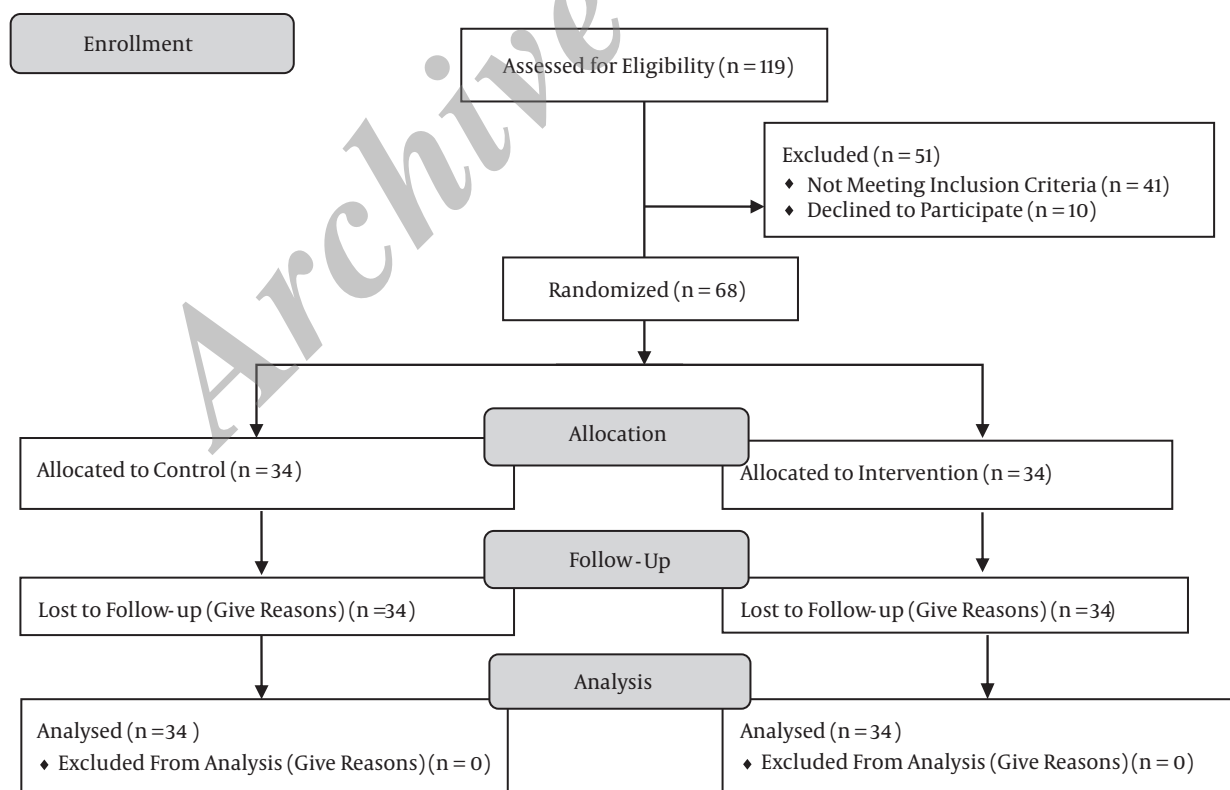 Enrollment
Assessed for Eligibility (n = 119)
Excluded (n = 51)
♦ Not Meeting Inclusion Criteria (n = 41)
♦ Declined to Participate (n = 10)
Randomized (n = 68)
Archive
Allocation
Allocated to Control (n = 34)
Allocated to Intervention (n = 34)
Follow-Up
Lost to Follow-up (Give Reasons) (n =34)
Lost to Follow-up (Give Reasons) (n = 34)
Analysis
Analysed (n =34 )
♦ Excluded From Analysis (Give Reasons) (n = 0)
Analysed (n =34)
♦ Excluded From Analysis (Give Reasons) (n = 0)